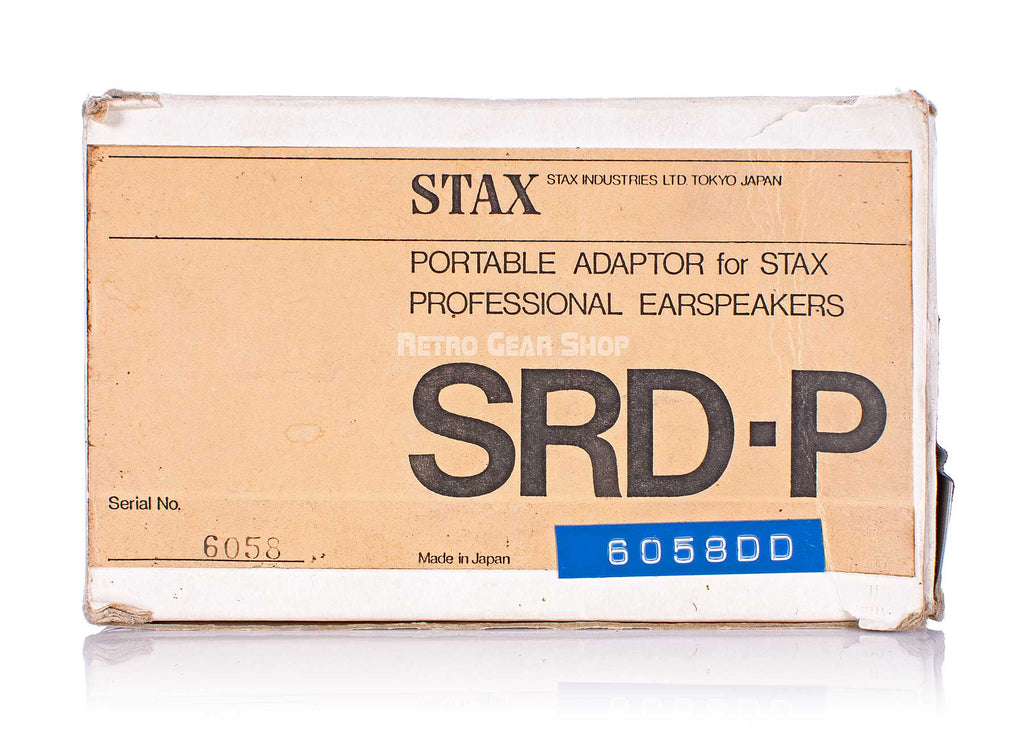 STAX STAX INDUSTRIES LTD. TOKYO JAPAN
PORTABLE ADAPTOR for STAX
PROFESSIONAL EARSPEAKERS
RETRO GEAR SHOP
SRD-P
Serial No.
6058
Made in Japan
6058DD